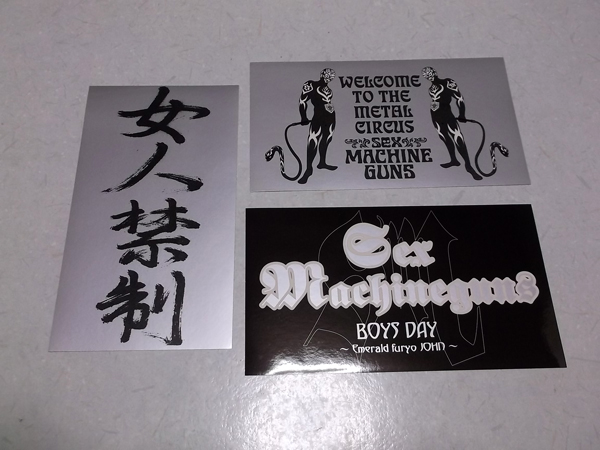 女人禁制
WELCOME
TO THE
METAL
CIRCUS
SEX
MACHINE
GUNS
Sex
Machineguns
BOYS DAY
～ Emerald furyo JOHN ～